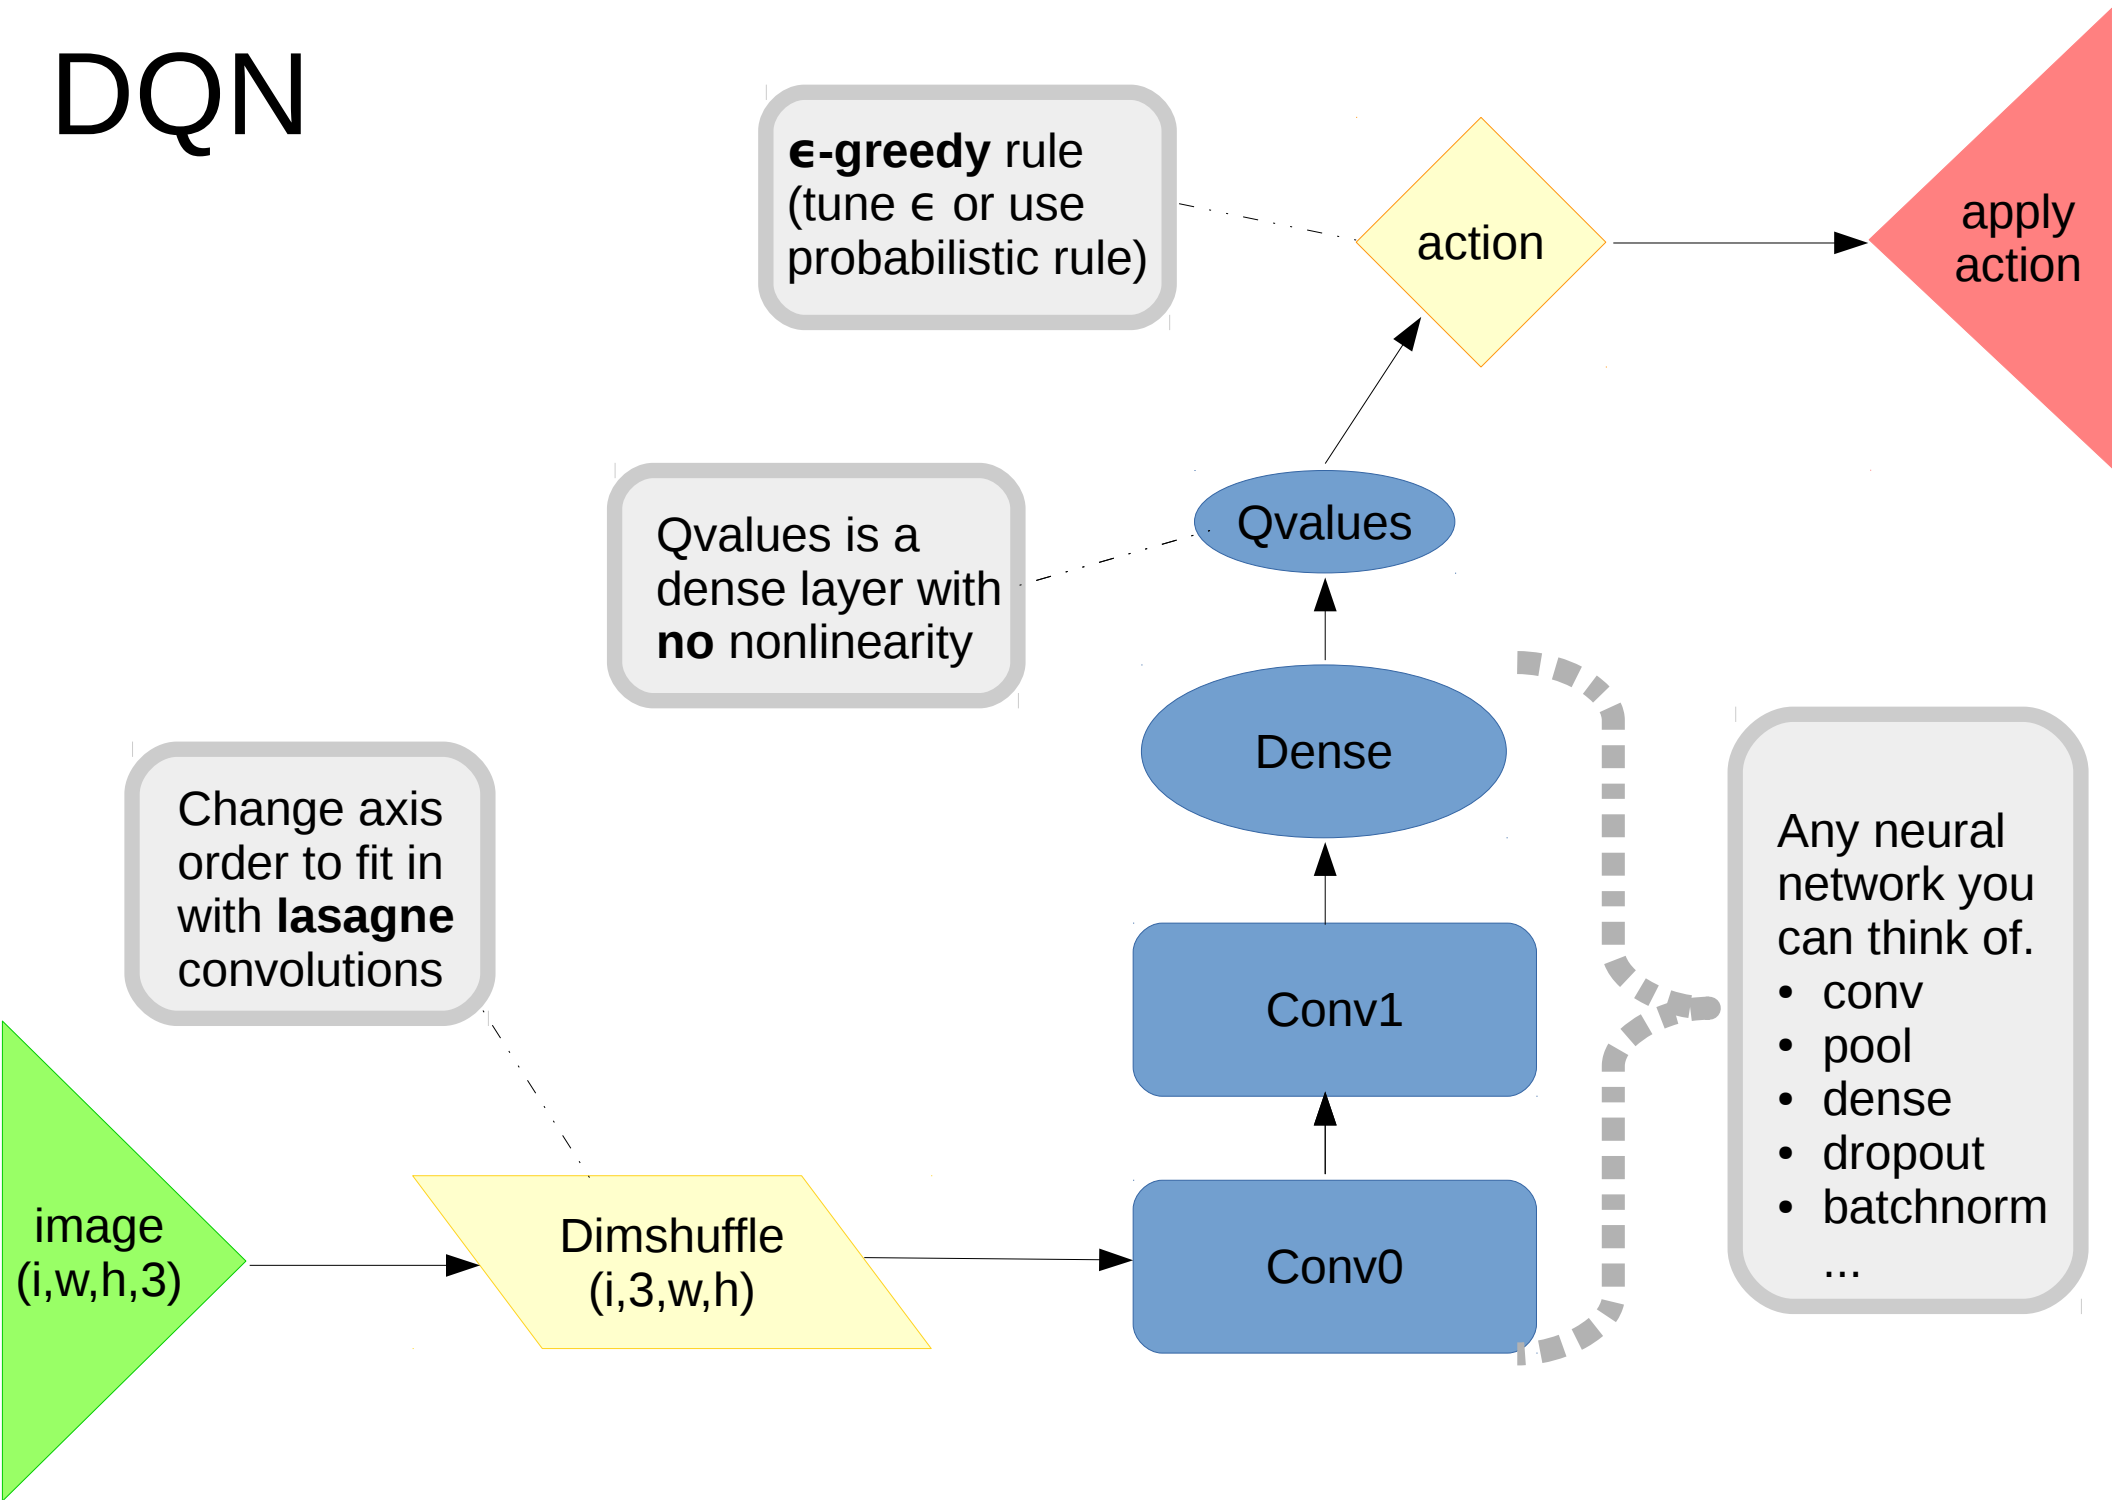 DQN
ϵ-greedy rule
(tune ϵ or use
probabilistic rule)
action
apply
action
Qvalues is a
dense layer with
no nonlinearity
Qvalues
Dense
Change axis
order to fit in
with lasagne
convolutions
Conv1
Any neural
network you
can think of.
• conv
• pool
• dense
• dropout
• batchnorm
...
image
(i,w,h,3)
Dimshuffle
(i,3,w,h)
Conv0